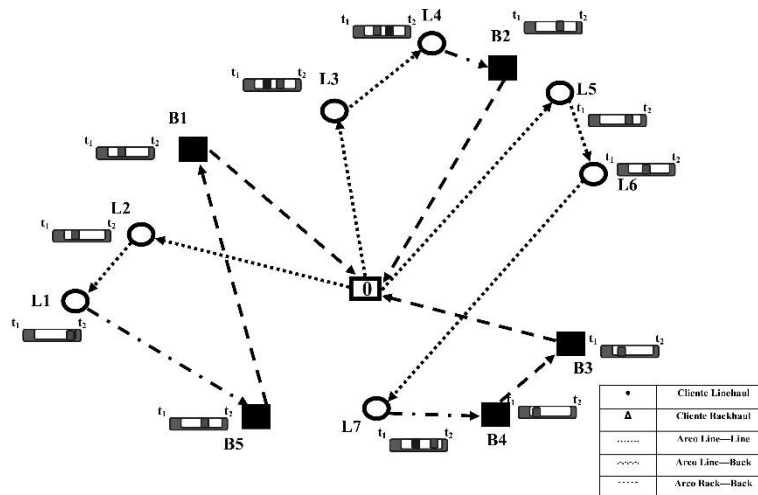 t₁ t₂ L4
B2 t₁ t₂
t₁ t₂ L3
L5
t₁ t₂
B1
t₁ t₂
t₁ t₂
L6
L2
t₁ t₂
0
L1
t₁ t₂
B3
t₁ t₂
L7
t₁ t₂
B4
t₁ t₂
B5
t₁ t₂
• Cliente Linehaul
Δ Cliente Backhaul
Arco Line—Line
Arco Line—Back
Arco Back—Back